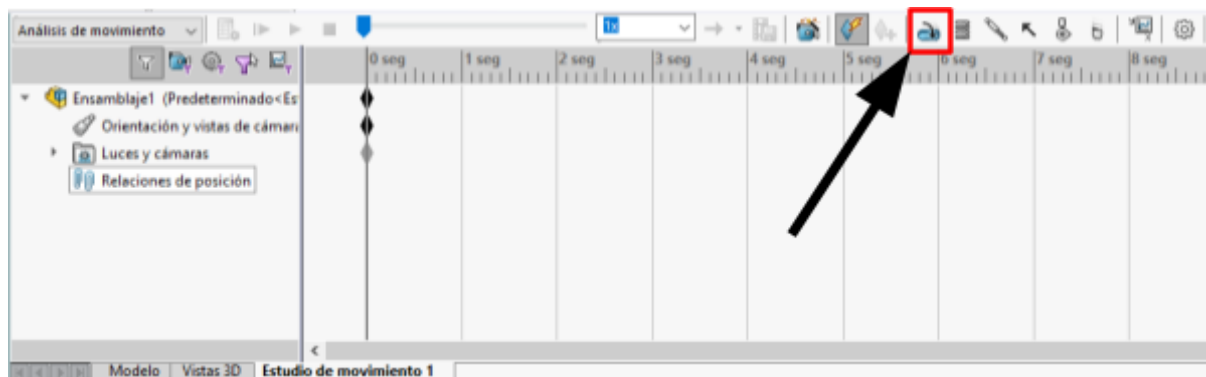 Análisis de movimiento
1x
0 seg 1 seg 2 seg 3 seg 4 seg 5 seg 6 seg 7 seg 8 seg
Ensamblaje1 (Predeterminado<Es
Orientación y vistas de cámara
Luces y cámaras
Relaciones de posición
Modelo Vistas 3D Estudio de movimiento 1